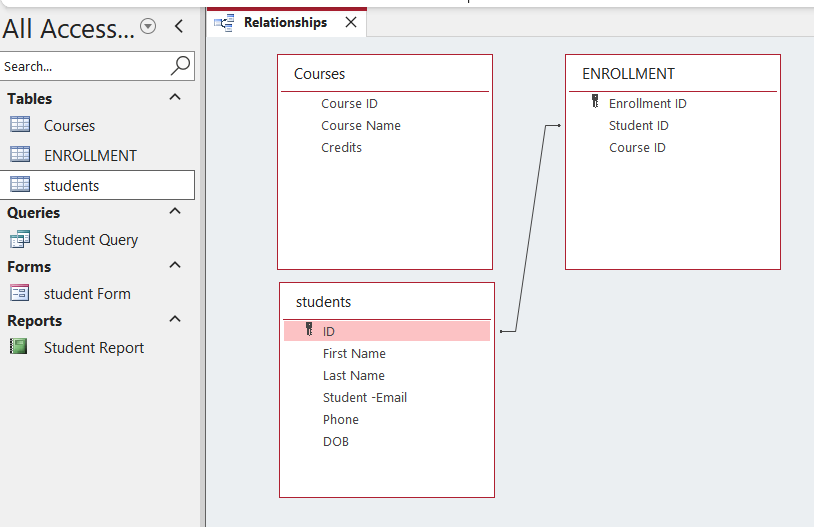 All Access...
Search...
Tables
Courses
ENROLLMENT
students
Queries
Student Query
Forms
student Form
Reports
Student Report
Relationships
Courses
Course ID
Course Name
Credits
ENROLLMENT
Enrollment ID
Student ID
Course ID
students
ID
First Name
Last Name
Student -Email
Phone
DOB